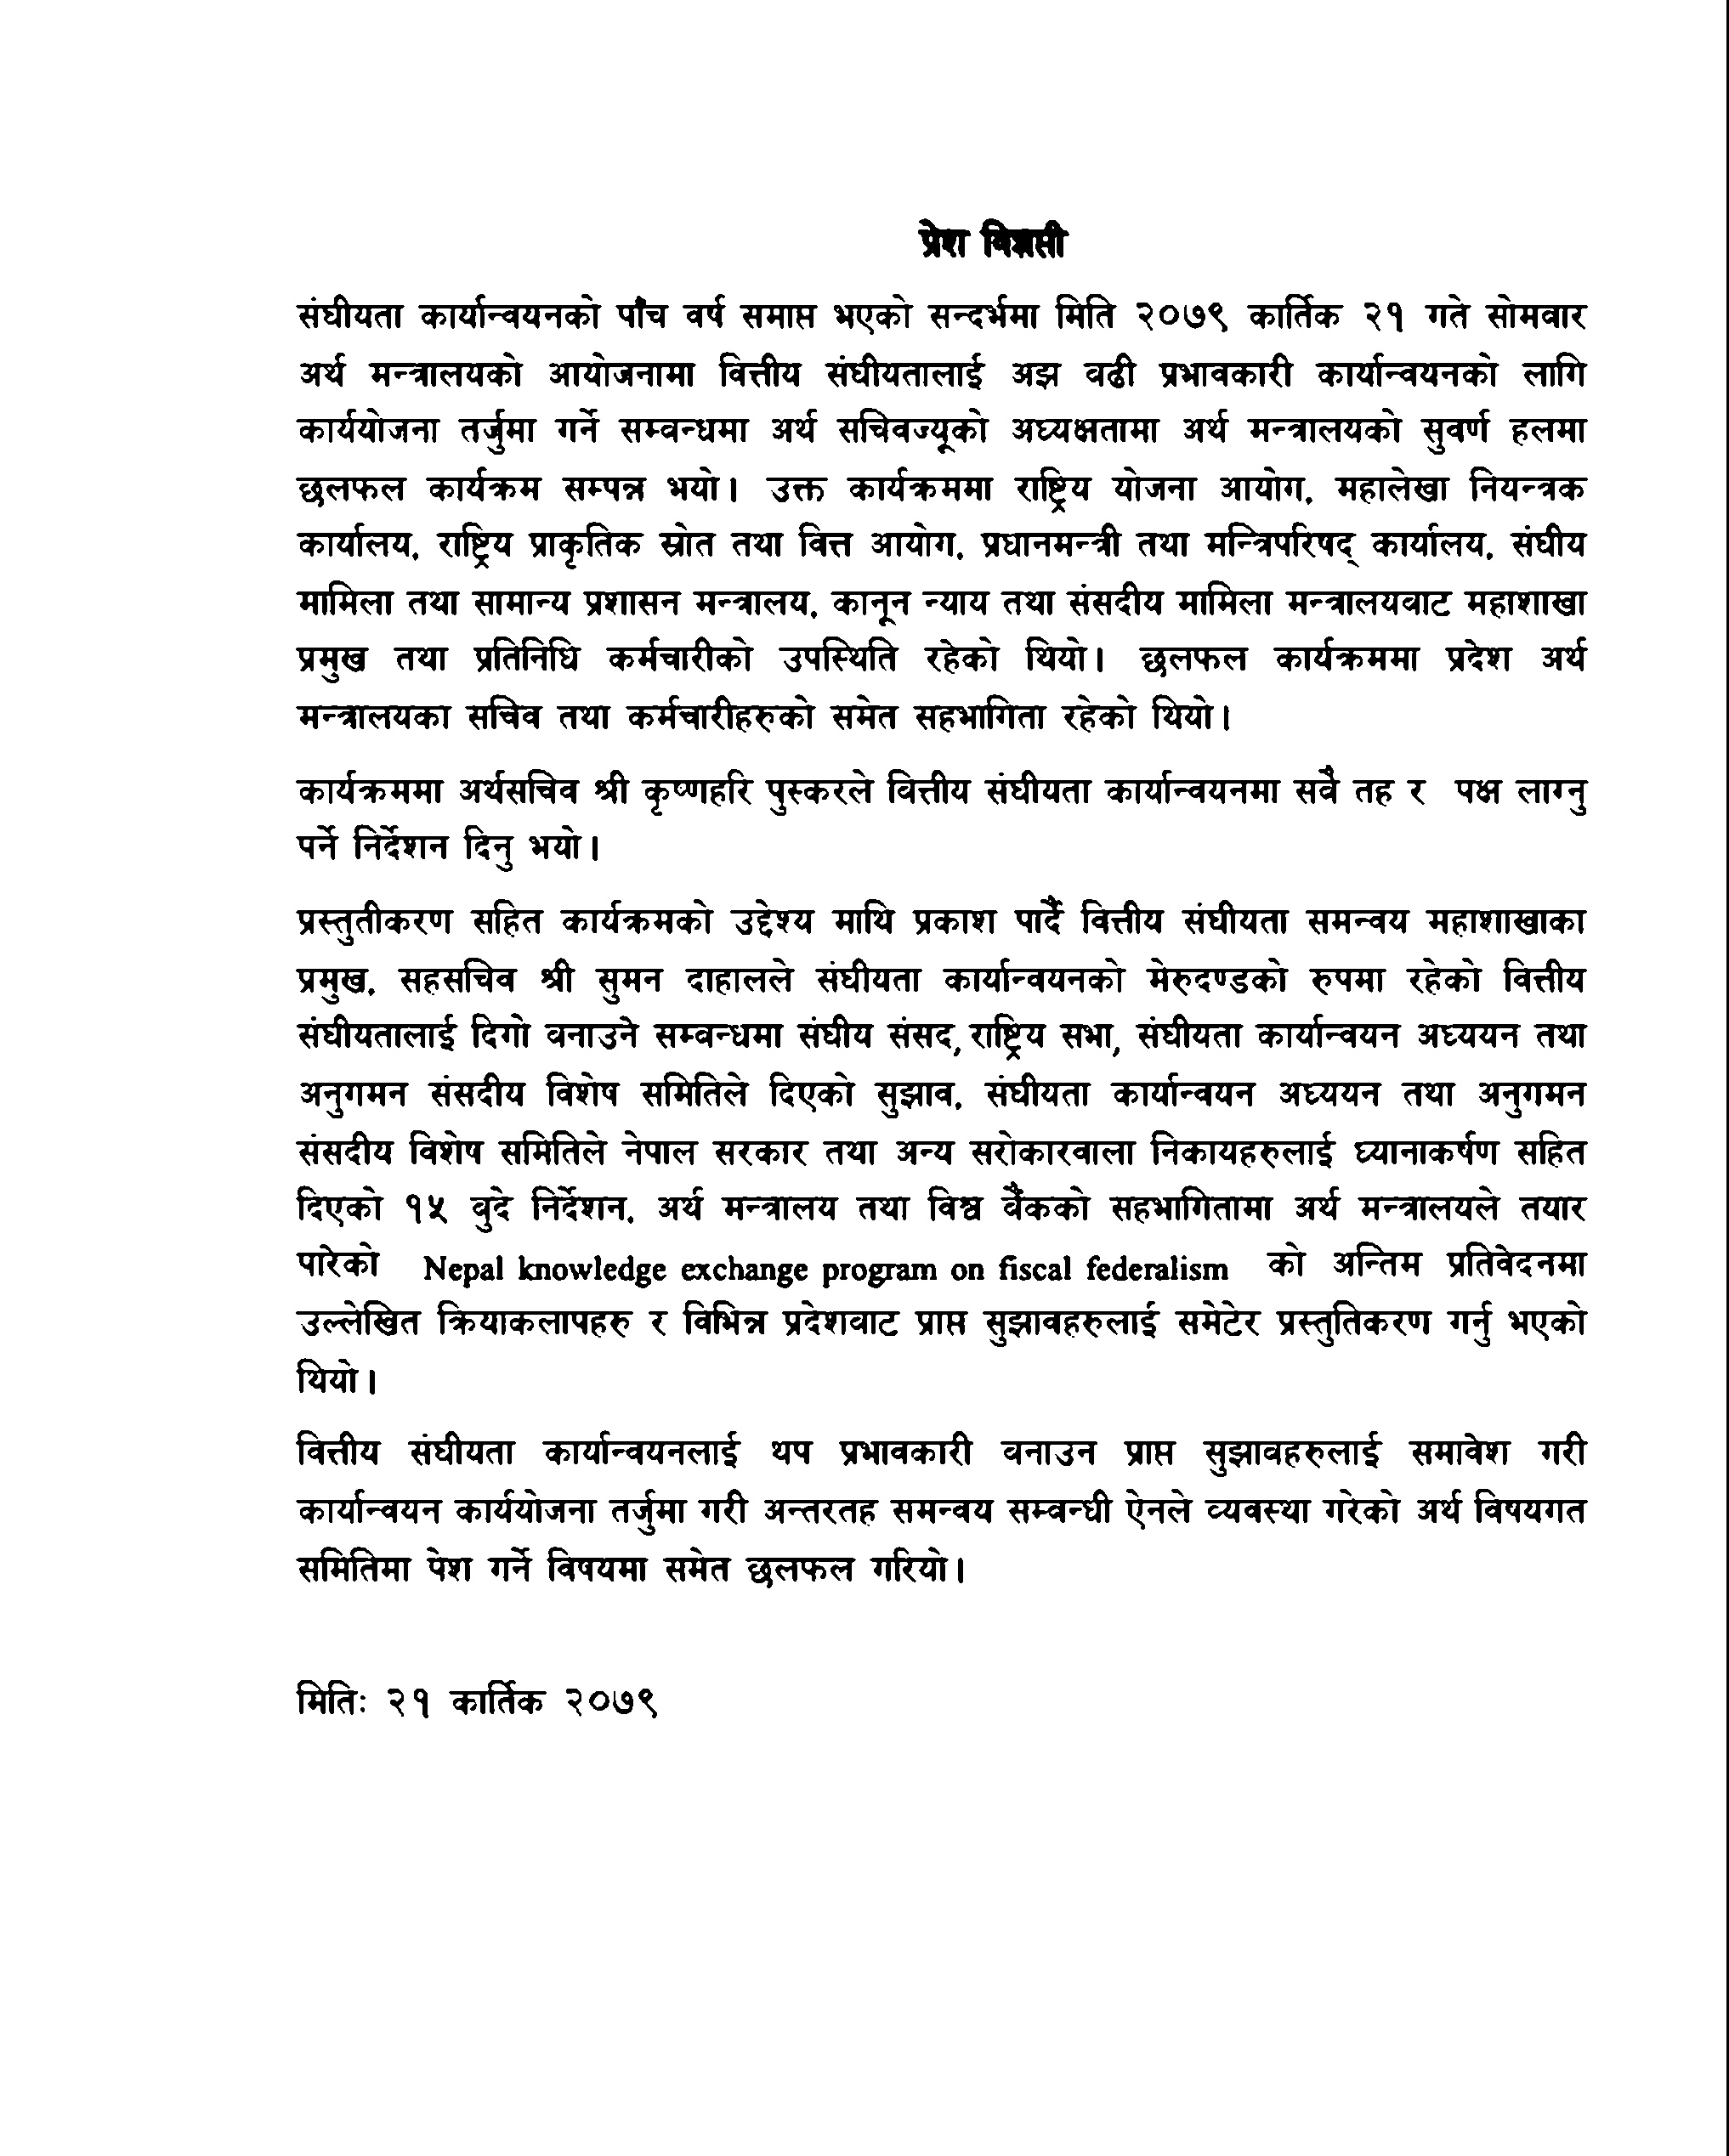 प्रेश विज्ञप्ती
संघीयता कार्यान्वयनको पाँच वर्ष समाप्त भएको सन्दर्भमा मिति २०७९ कार्तिक २१ गते सोमवार
अर्थ मन्त्रालयको आयोजनामा वित्तीय संघीयतालाई अझ वढी प्रभावकारी कार्यान्वयनको लागि
कार्ययोजना तर्जुमा गर्ने सम्वन्धमा अर्थ सचिवज्यूको अध्यक्षतामा अर्थ मन्त्रालयको सुवर्ण हलमा
छलफल कार्यक्रम सम्पन्न भयो। उक्त कार्यक्रममा राष्ट्रिय योजना आयोग, महालेखा नियन्त्रक
कार्यालय, राष्ट्रिय प्राकृतिक स्रोत तथा वित्त आयोग, प्रधानमन्त्री तथा मन्त्रिपरिषद् कार्यालय, संघीय
मामिला तथा सामान्य प्रशासन मन्त्रालय, कानून न्याय तथा संसदीय मामिला मन्त्रालयवाट महाशाखा
प्रमुख तथा प्रतिनिधि कर्मचारीको उपस्थिति रहेको थियो। छलफल कार्यक्रममा प्रदेश अर्थ
मन्त्रालयका सचिव तथा कर्मचारीहरुको समेत सहभागिता रहेको थियो।
कार्यक्रममा अर्थसचिव श्री कृष्णहरि पुस्करले वित्तीय संघीयता कार्यान्वयनमा सवै तह र पक्ष लाग्नु
पर्ने निर्देशन दिनु भयो।
प्रस्तुतीकरण सहित कार्यक्रमको उद्देश्य माथि प्रकाश पार्दै वित्तीय संघीयता समन्वय महाशाखाका
प्रमुख, सहसचिव श्री सुमन दाहालले संघीयता कार्यान्वयनको मेरुदण्डको रुपमा रहेको वित्तीय
संघीयतालाई दिगो वनाउने सम्वन्धमा संघीय संसद, राष्ट्रिय सभा, संघीयता कार्यान्वयन अध्ययन तथा
अनुगमन संसदीय विशेष समितिले दिएको सुझाव, संघीयता कार्यान्वयन अध्ययन तथा अनुगमन
संसदीय विशेष समितिले नेपाल सरकार तथा अन्य सरोकारवाला निकायहरुलाई ध्यानाकर्षण सहित
दिएको १५ वुदे निर्देशन, अर्थ मन्त्रालय तथा विश्व वैंकको सहभागितामा अर्थ मन्त्रालयले तयार
पारेको Nepal knowledge exchange program on fiscal federalism को अन्तिम प्रतिवेदनमा
उल्लेखित क्रियाकलापहरु र विभिन्न प्रदेशवाट प्राप्त सुझावहरुलाई समेटेर प्रस्तुतिकरण गर्नु भएको
थियो।
वित्तीय संघीयता कार्यान्वयनलाई थप प्रभावकारी वनाउन प्राप्त सुझावहरुलाई समावेश गरी
कार्यान्वयन कार्ययोजना तर्जुमा गरी अन्तरतह समन्वय सम्वन्धी ऐनले व्यवस्था गरेको अर्थ विषयगत
समितिमा पेश गर्ने विषयमा समेत छलफल गरियो।
मितिः २१ कार्तिक २०७९